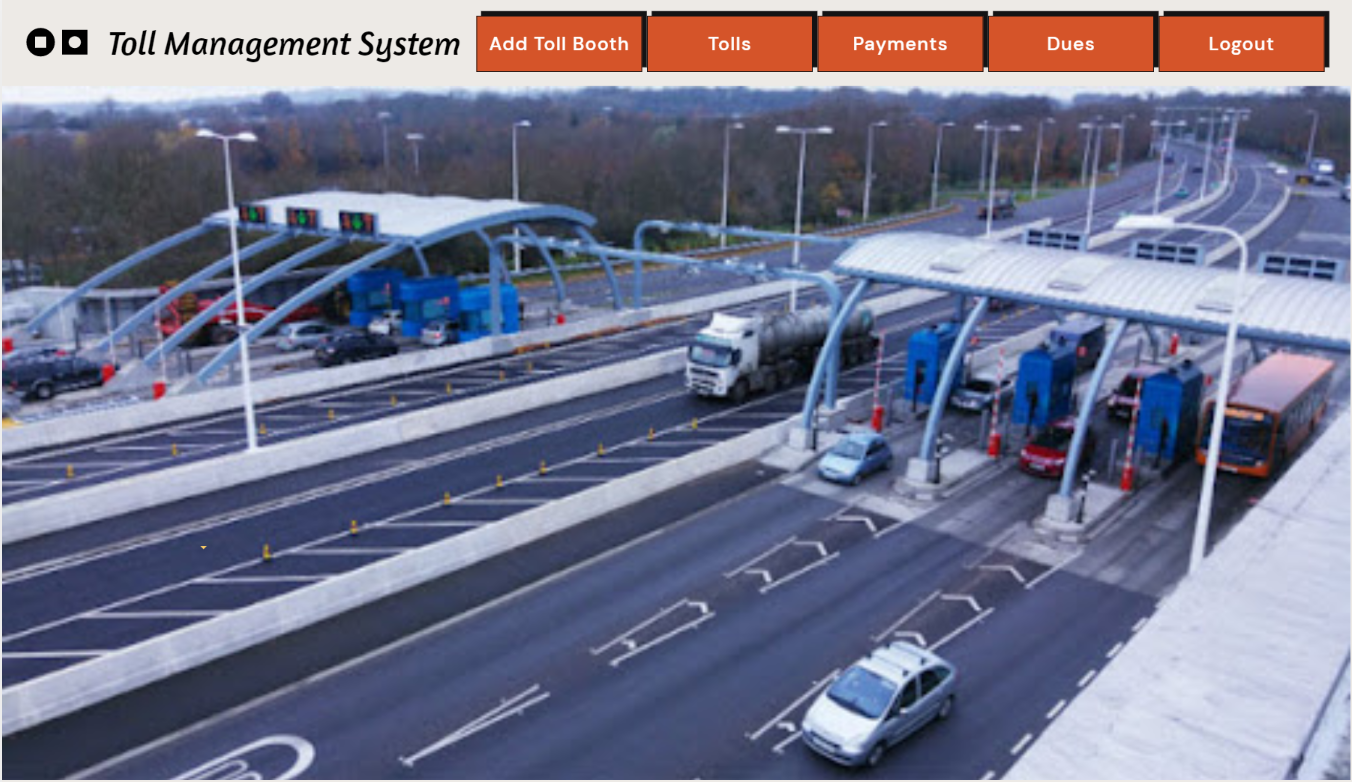 Toll Management System
Add Toll Booth
Tolls
Payments
Dues
Logout